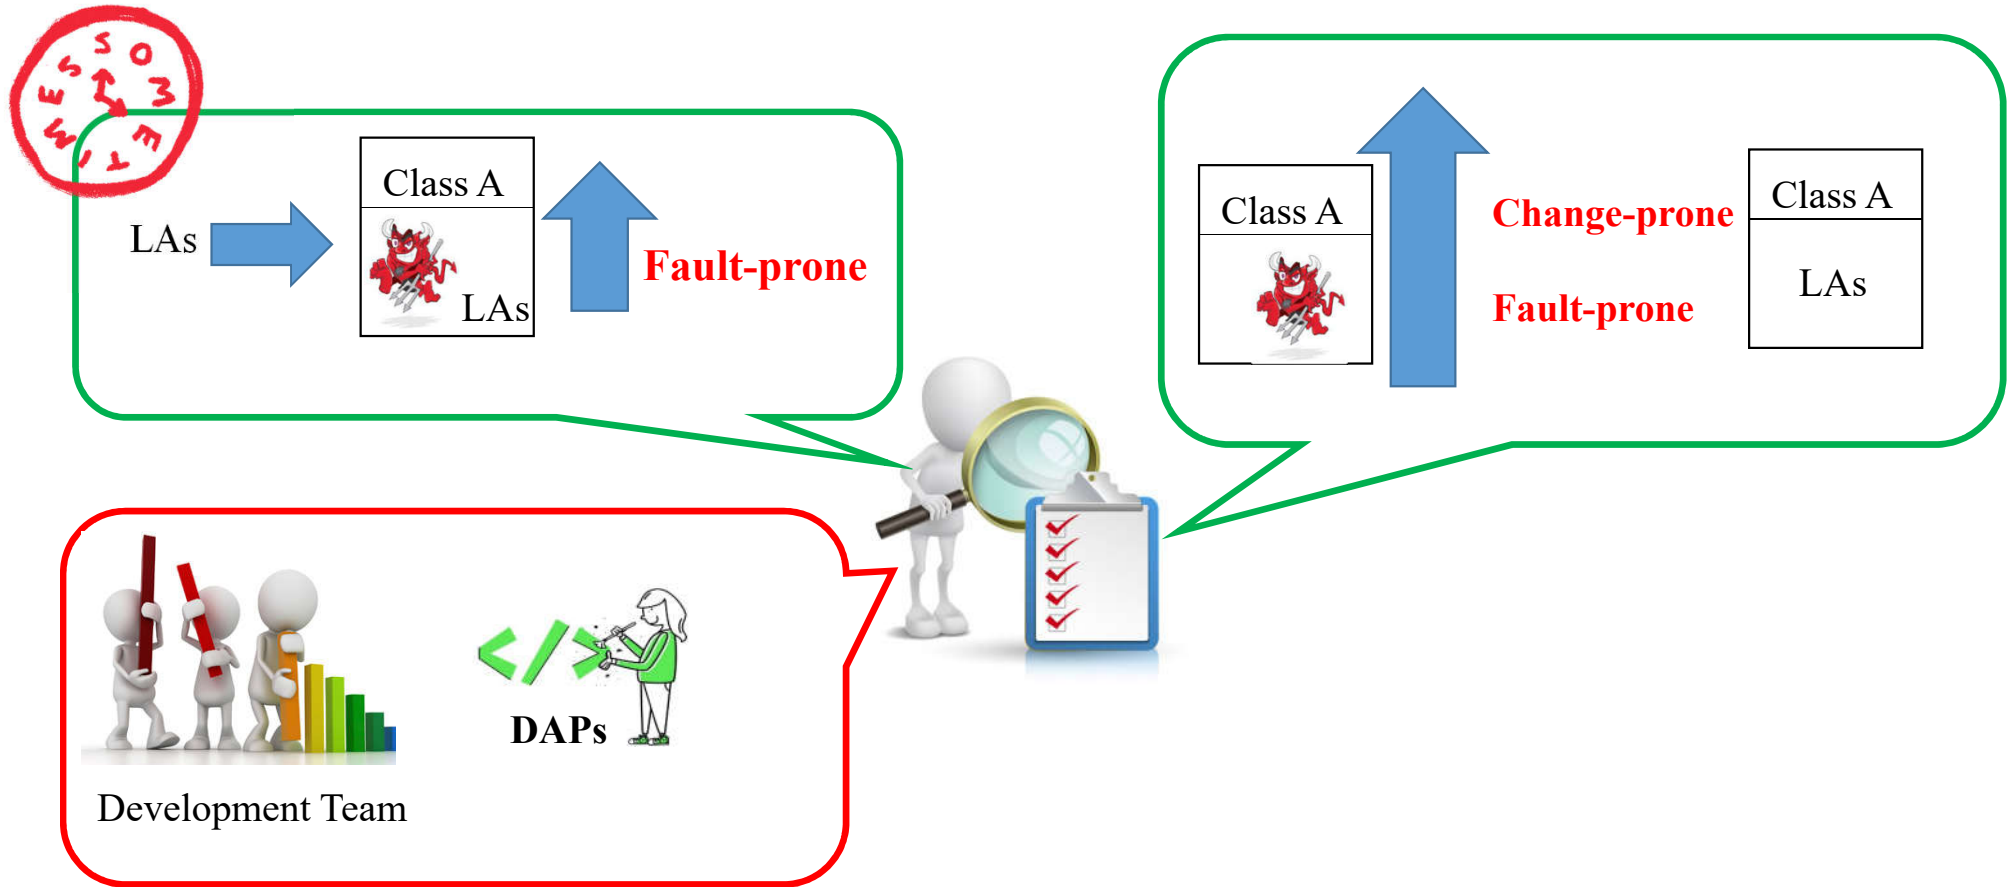 SOMETIMES
LAs
Class A
LAs
Fault-prone
Class A
Change-prone
Fault-prone
Class A
LAs
</>
DAPs
Development Team